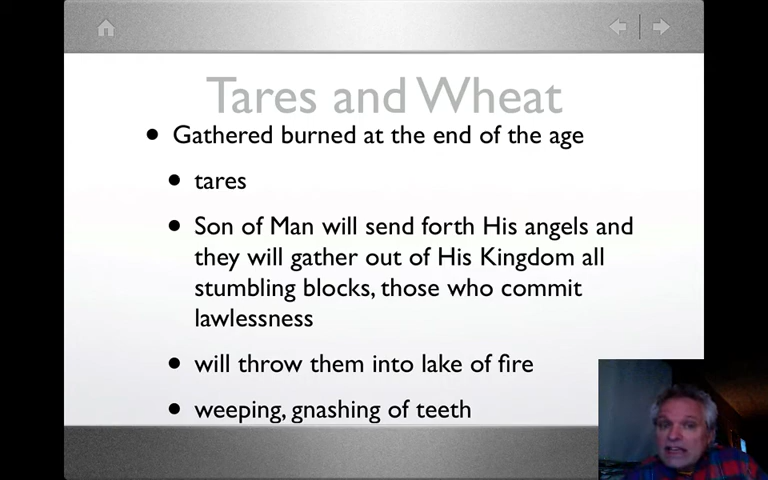 Tares and Wheat
• Gathered burned at the end of the age
• tares
• Son of Man will send forth His angels and
they will gather out of His Kingdom all
stumbling blocks, those who commit
lawlessness
• will throw them into lake of fire
• weeping, gnashing of teeth